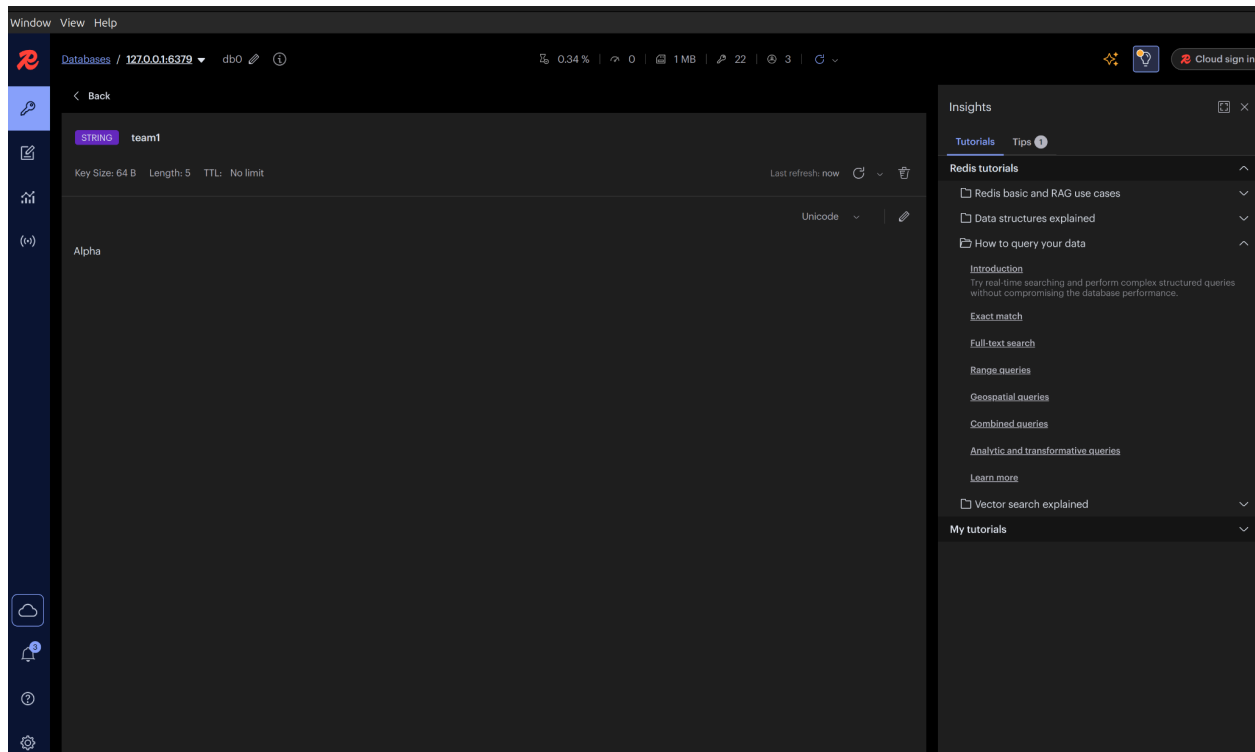 Window View Help
Databases / 127.0.0.1:6379 db0
0.34 % | 0 | 1 MB | 22 | 3
Cloud sign in
< Back
STRING team1
Key Size: 64 B Length: 5 TTL: No limit
Last refresh: now
Unicode
Alpha
Insights
Tutorials Tips 1
Redis tutorials
Redis basic and RAG use cases
Data structures explained
How to query your data
Introduction
Try real-time searching and perform complex structured queries
without compromising the database performance.
Exact match
Full-text search
Range queries
Geospatial queries
Combined queries
Analytic and transformative queries
Learn more
Vector search explained
My tutorials
3